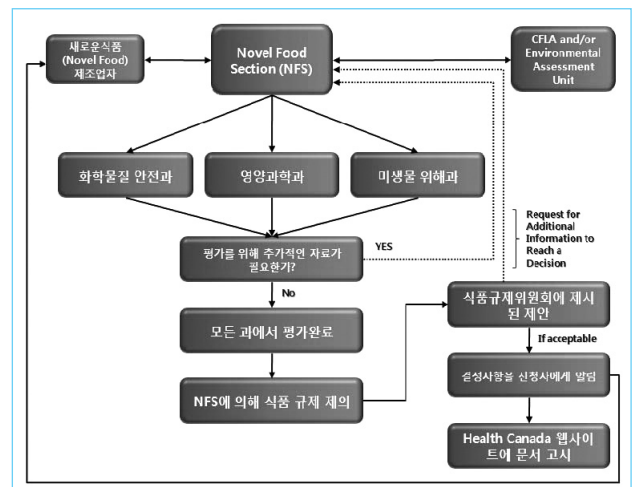 새로운식품
(Novel Food)
제조업자
Novel Food
Section (NFS)
CFLA and/or
Environmental
Assessment
Unit
화학물질 안전과
영양과학과
미생물 위해과
Request for
Additional
Information to
Reach a
Decision
평가를 위해 추가적인 자료가
필요한가?
YES
No
식품규제위원회에 제시
된 제안
모든 과에서 평가완료
If acceptable
결정사항을 신청자에게 알림
NFS에 의해 식품 규제 제의
Health Canada 웹사이
트에 문서 고시